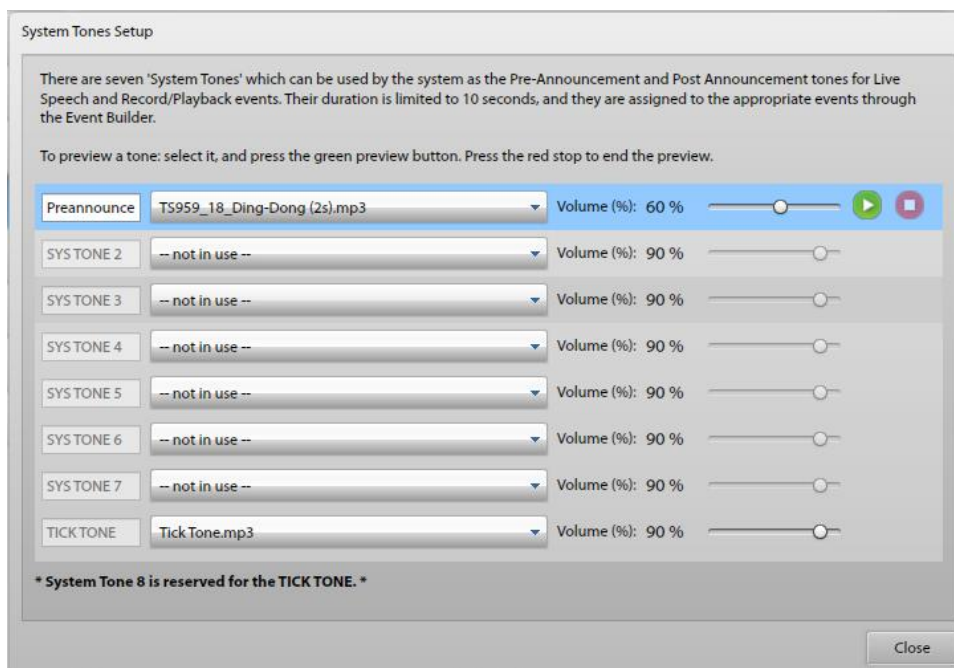 System Tones Setup
There are seven 'System Tones' which can be used by the system as the Pre-Announcement and Post Announcement tones for Live
Speech and Record/Playback events. Their duration is limited to 10 seconds, and they are assigned to the appropriate events through
the Event Builder.
To preview a tone: select it, and press the green preview button. Press the red stop to end the preview.
Preannounce TS959_18_Ding-Dong (2s).mp3 Volume (%): 60 %
SYS TONE 2 -- not in use -- Volume (%): 90 %
SYS TONE 3 -- not in use -- Volume (%): 90 %
SYS TONE 4 -- not in use -- Volume (%): 90 %
SYS TONE 5 -- not in use -- Volume (%): 90 %
SYS TONE 6 -- not in use -- Volume (%): 90 %
SYS TONE 7 -- not in use -- Volume (%): 90 %
TICK TONE Tick Tone.mp3 Volume (%): 90 %
* System Tone 8 is reserved for the TICK TONE. *
Close